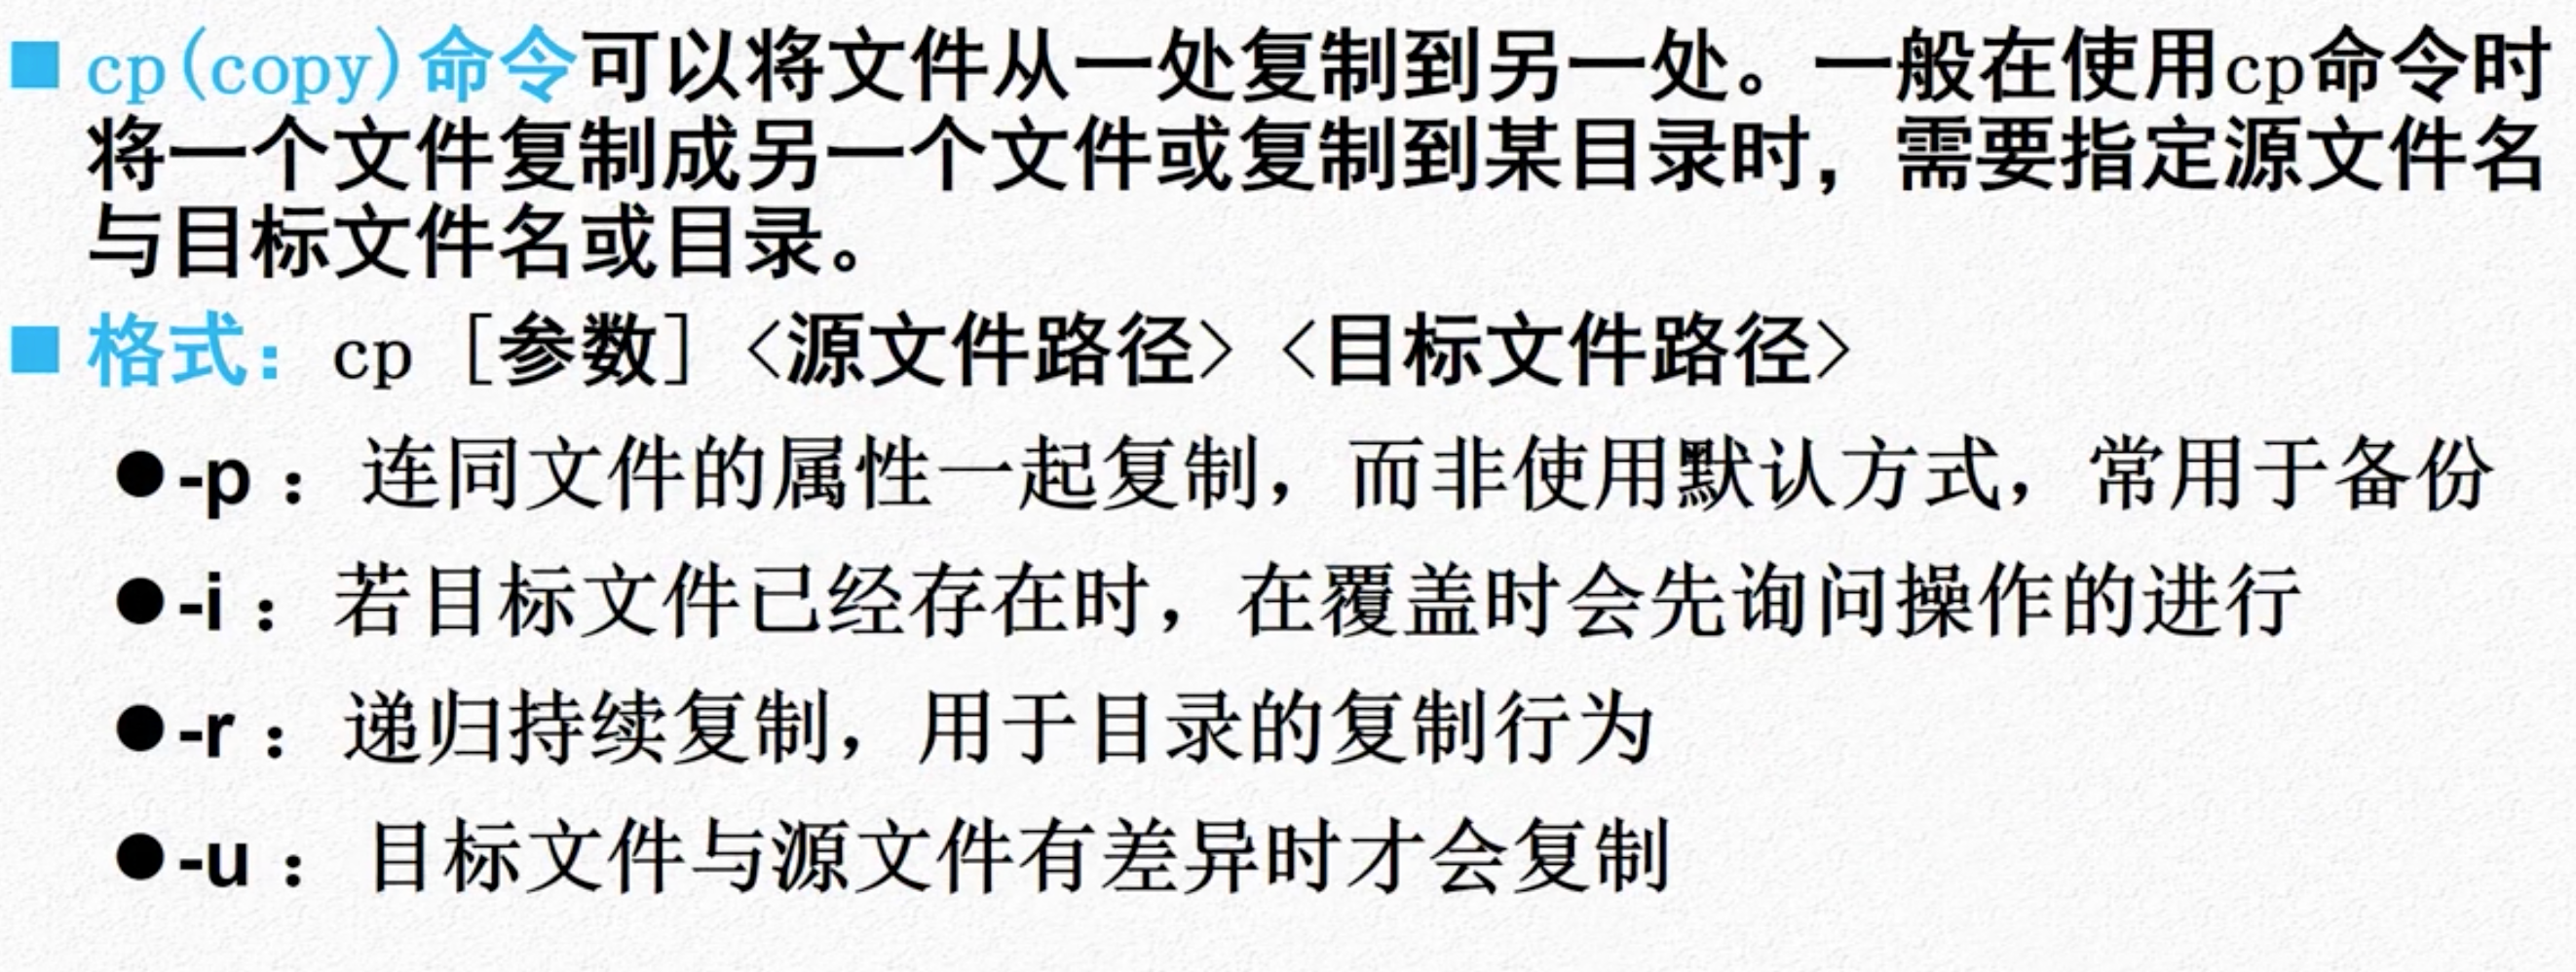 ■ cp(copy)命令可以将文件从一处复制到另一处。一般在使用cp命令时
将一个文件复制成另一个文件或复制到某目录时，需要指定源文件名
与目标文件名或目录。
■ 格式：cp [参数] <源文件路径> <目标文件路径>
●-p ：连同文件的属性一起复制，而非使用默认方式，常用于备份
●-i ：若目标文件已经存在时，在覆盖时会先询问操作的进行
●-r ：递归持续复制，用于目录的复制行为
●-u ：目标文件与源文件有差异时才会复制